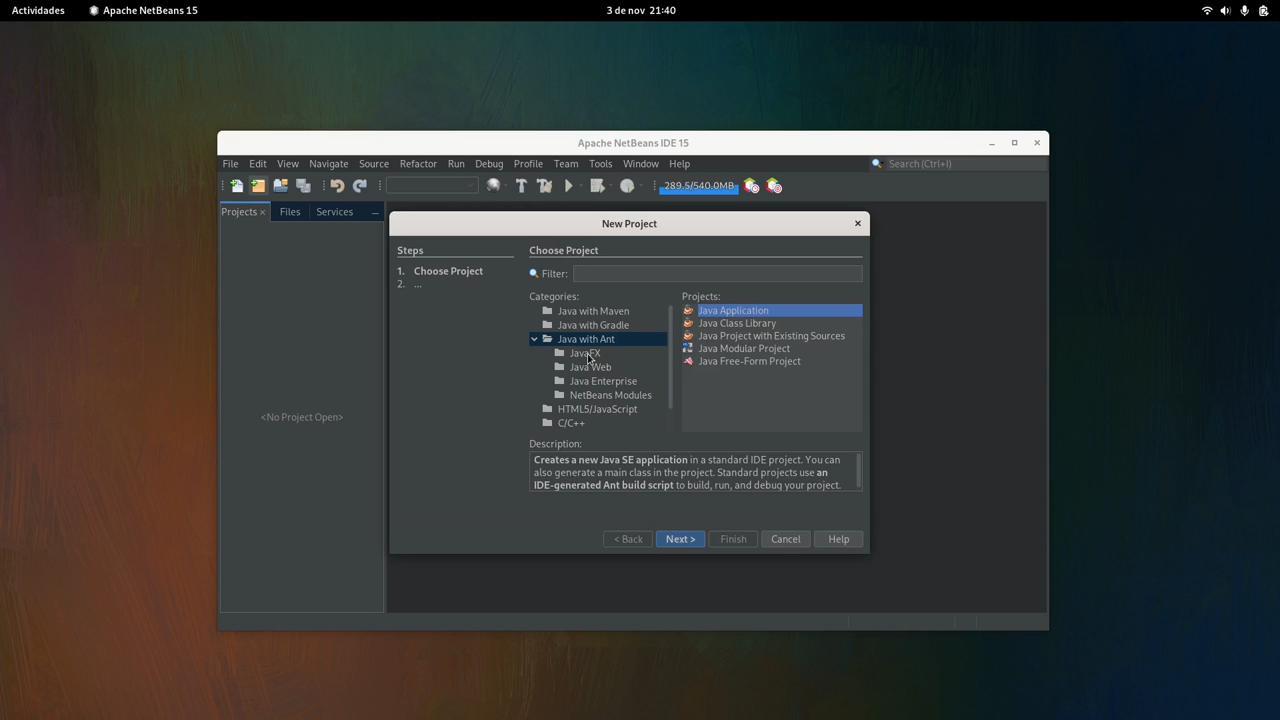 Actividades
Apache NetBeans 15
3 de nov  21:40
Apache NetBeans IDE 15
File Edit View Navigate Source Refactor Run Debug Profile Team Tools Window Help
Search (Ctrl+I)
289.5/540.0MB
Projects Files Services
<No Project Open>
New Project
Steps
1. Choose Project
2. ...
Choose Project
Filter:
Categories:
Java with Maven
Java with Gradle
Java with Ant
JavaFX
Java Web
Java Enterprise
NetBeans Modules
HTML5/JavaScript
C/C++
Projects:
Java Application
Java Class Library
Java Project with Existing Sources
Java Modular Project
Java Free-Form Project
Description:
Creates a new Java SE application in a standard IDE project. You can
also generate a main class in the project. Standard projects use an
IDE-generated Ant build script to build, run, and debug your project.
< Back
Next >
Finish
Cancel
Help